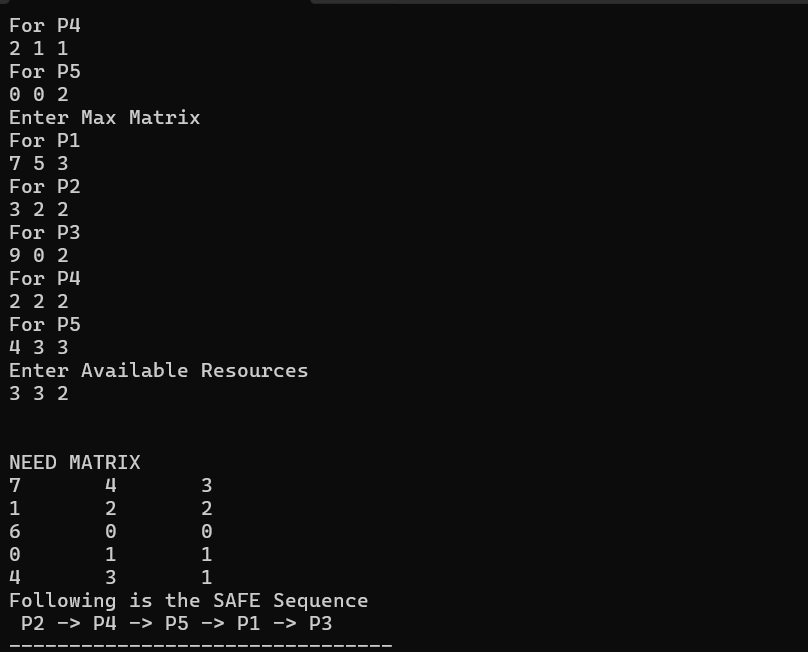 For P4
2 1 1
For P5
0 0 2
Enter Max Matrix
For P1
7 5 3
For P2
3 2 2
For P3
9 0 2
For P4
2 2 2
For P5
4 3 3
Enter Available Resources
3 3 2
NEED MATRIX
7 4 3
1 2 2
6 0 0
0 1 1
4 3 1
Following is the SAFE Sequence
P2 -> P4 -> P5 -> P1 -> P3
--------------------------------